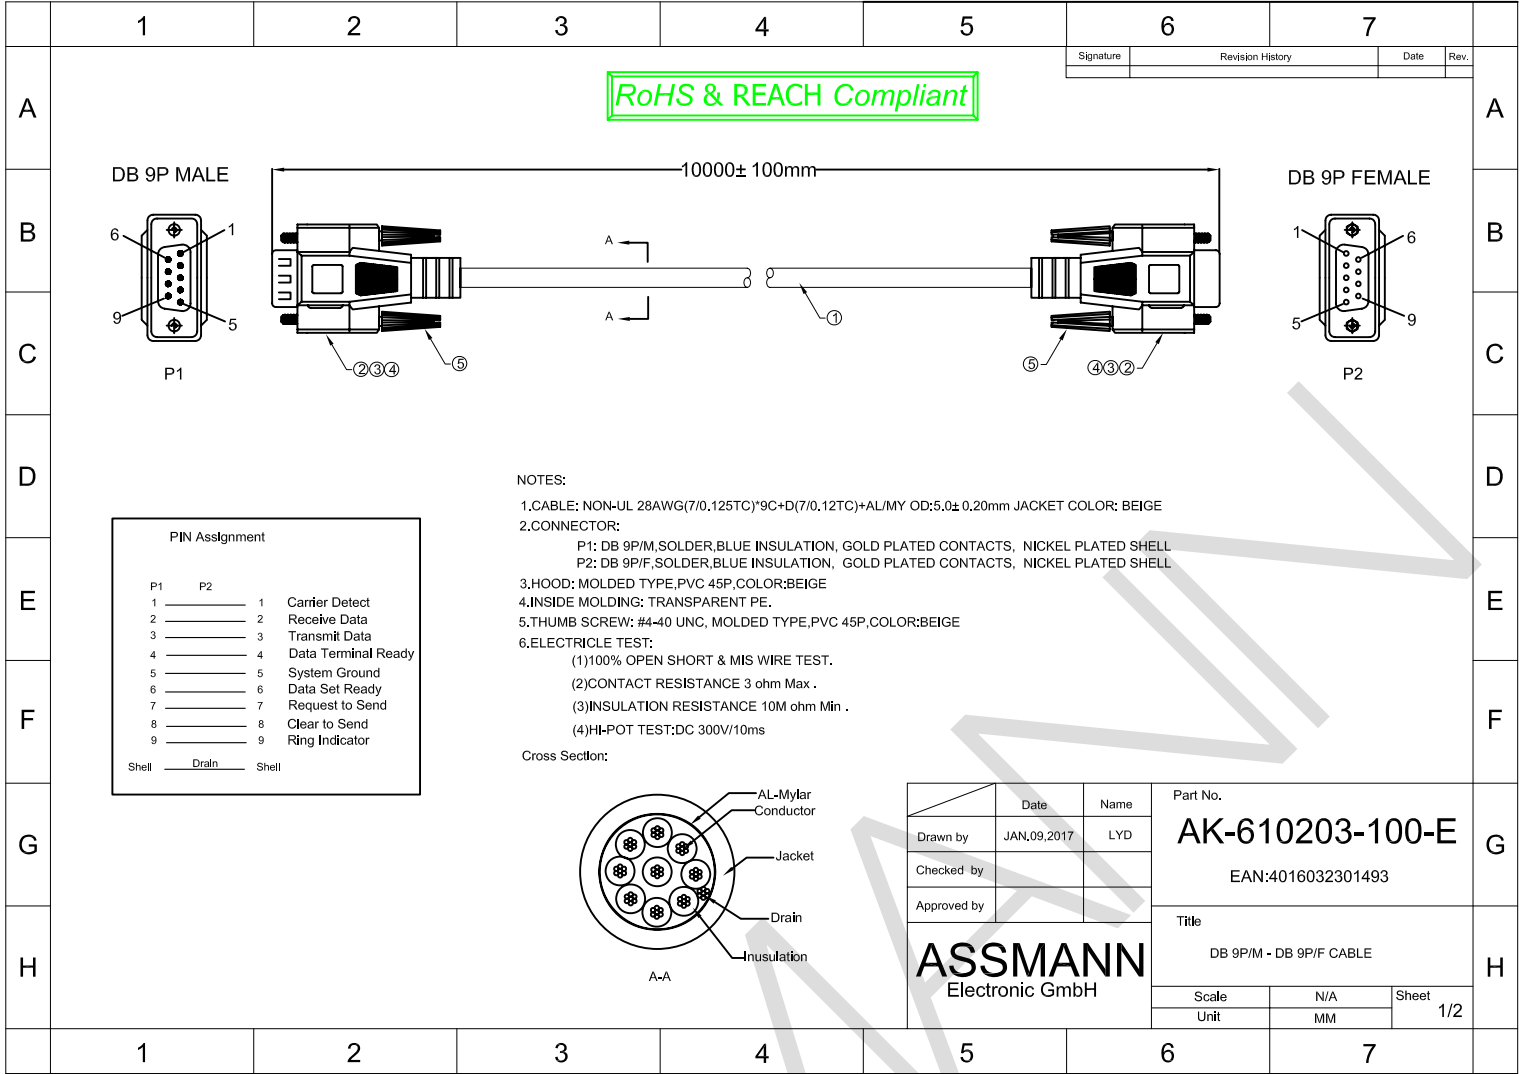 1 2 3 4 5 6 7
Signature Revision History Date Rev.
RoHS & REACH Compliant
A A
DB 9P MALE
10000± 100mm
DB 9P FEMALE
B B
6 1
9 5
P1
A
A
1
2 3 4
5
5
4 3 2
1 6
5 9
P2
C C
D D
NOTES:
1.CABLE: NON-UL 28AWG(7/0.125TC)*9C+D(7/0.12TC)+AL/MY OD:5.0±0.20mm JACKET COLOR: BEIGE
2.CONNECTOR:
P1: DB 9P/M,SOLDER,BLUE INSULATION, GOLD PLATED CONTACTS, NICKEL PLATED SHELL
P2: DB 9P/F,SOLDER,BLUE INSULATION, GOLD PLATED CONTACTS, NICKEL PLATED SHELL
3.HOOD: MOLDED TYPE,PVC 45P,COLOR:BEIGE
4.INSIDE MOLDING: TRANSPARENT PE.
5.THUMB SCREW: #4-40 UNC, MOLDED TYPE,PVC 45P,COLOR:BEIGE
6.ELECTRICLE TEST:
(1)100% OPEN SHORT & MIS WIRE TEST.
(2)CONTACT RESISTANCE 3 ohm Max .
(3)INSULATION RESISTANCE 10M ohm Min .
(4)HI-POT TEST:DC 300V/10ms
Cross Section:
PIN Assignment
P1 P2
1 1 Carrier Detect
2 2 Receive Data
3 3 Transmit Data
4 4 Data Terminal Ready
5 5 System Ground
6 6 Data Set Ready
7 7 Request to Send
8 8 Clear to Send
9 9 Ring Indicator
Shell Drain Shell
E E
F F
AL-Mylar
Conductor
Jacket
Drain
Inusulation
A-A
G G
Date Name
Drawn by JAN.09,2017 LYD
Checked by
Approved by
Part No.
AK-610203-100-E
EAN:4016032301493
ASSMANN
Electronic GmbH
Title
DB 9P/M - DB 9P/F CABLE
Scale N/A
Unit MM
Sheet 1/2
H H
1 2 3 4 5 6 7
MANN